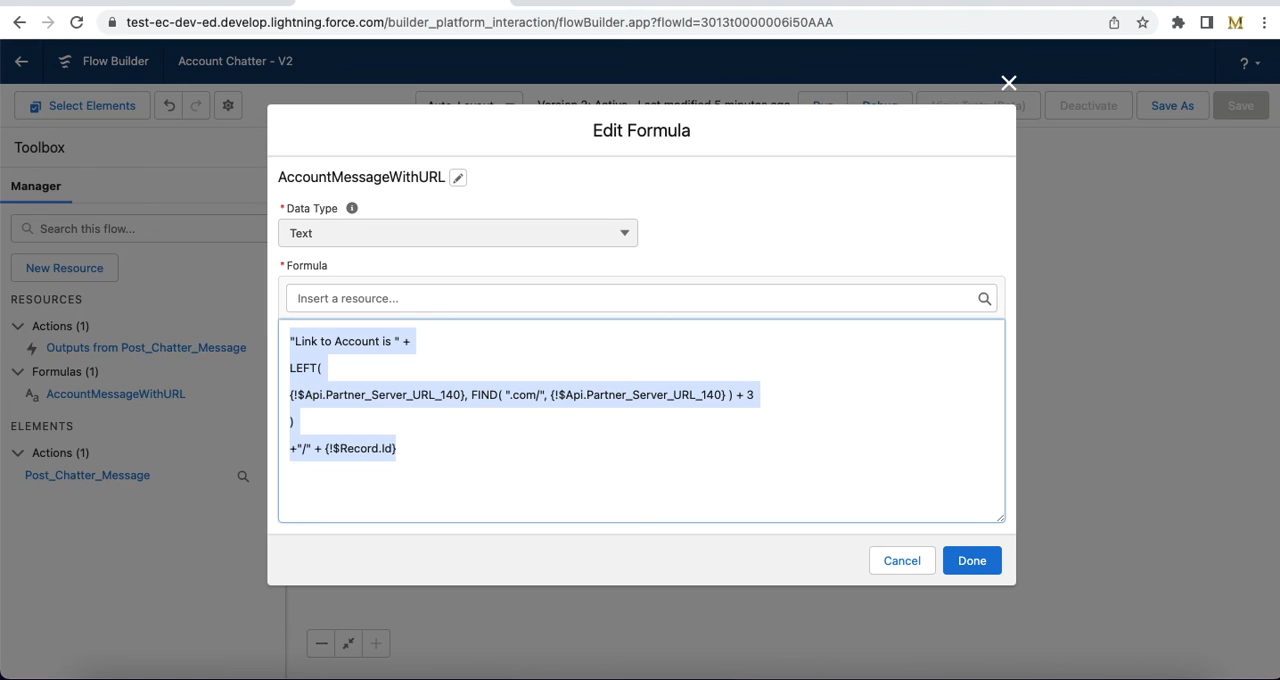 test-ec-dev-ed.develop.lightning.force.com/builder_platform_interaction/flowBuilder.app?flowId=3013t0000006i50AAA
Flow Builder
Account Chatter - V2
?
Select Elements
Deactivate
Save As
Save
Toolbox
Manager
Search this flow...
New Resource
RESOURCES
Actions (1)
Outputs from Post_Chatter_Message
Formulas (1)
AccountMessageWithURL
ELEMENTS
Actions (1)
Post_Chatter_Message
Edit Formula
AccountMessageWithURL
*Data Type
Text
*Formula
Insert a resource...
"Link to Account is " +
LEFT(
{!$Api.Partner_Server_URL_140}, FIND( ".com/", {!$Api.Partner_Server_URL_140} ) + 3
)
+"/" + {!$Record.Id}
Cancel
Done